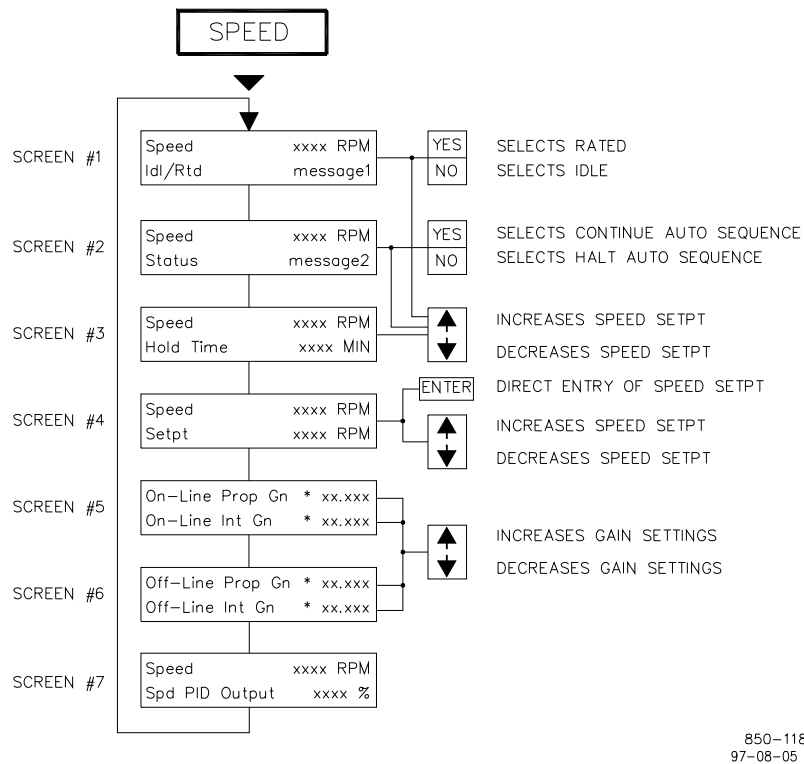 SPEED
SCREEN #1
Speed xxxx RPM
Idl/Rtd message1
YES SELECTS RATED
NO SELECTS IDLE
SCREEN #2
Speed xxxx RPM
Status message2
YES SELECTS CONTINUE AUTO SEQUENCE
NO SELECTS HALT AUTO SEQUENCE
SCREEN #3
Speed xxxx RPM
Hold Time xxxx MIN
INCREASES SPEED SETPT
DECREASES SPEED SETPT
SCREEN #4
Speed xxxx RPM
Setpt xxxx RPM
ENTER DIRECT ENTRY OF SPEED SETPT
INCREASES SPEED SETPT
DECREASES SPEED SETPT
SCREEN #5
On-Line Prop Gn * xx.xxx
On-Line Int Gn * xx.xxx
INCREASES GAIN SETTINGS
DECREASES GAIN SETTINGS
SCREEN #6
Off-Line Prop Gn * xx.xxx
Off-Line Int Gn * xx.xxx
SCREEN #7
Speed xxxx RPM
Spd PID Output xxxx %
850-118
97-08-05